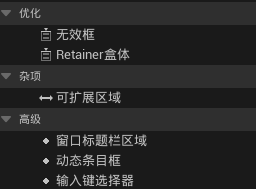 优化
无效框
Retainer盒体
杂项
可扩展区域
高级
窗口标题栏区域
动态条目框
输入键选择器